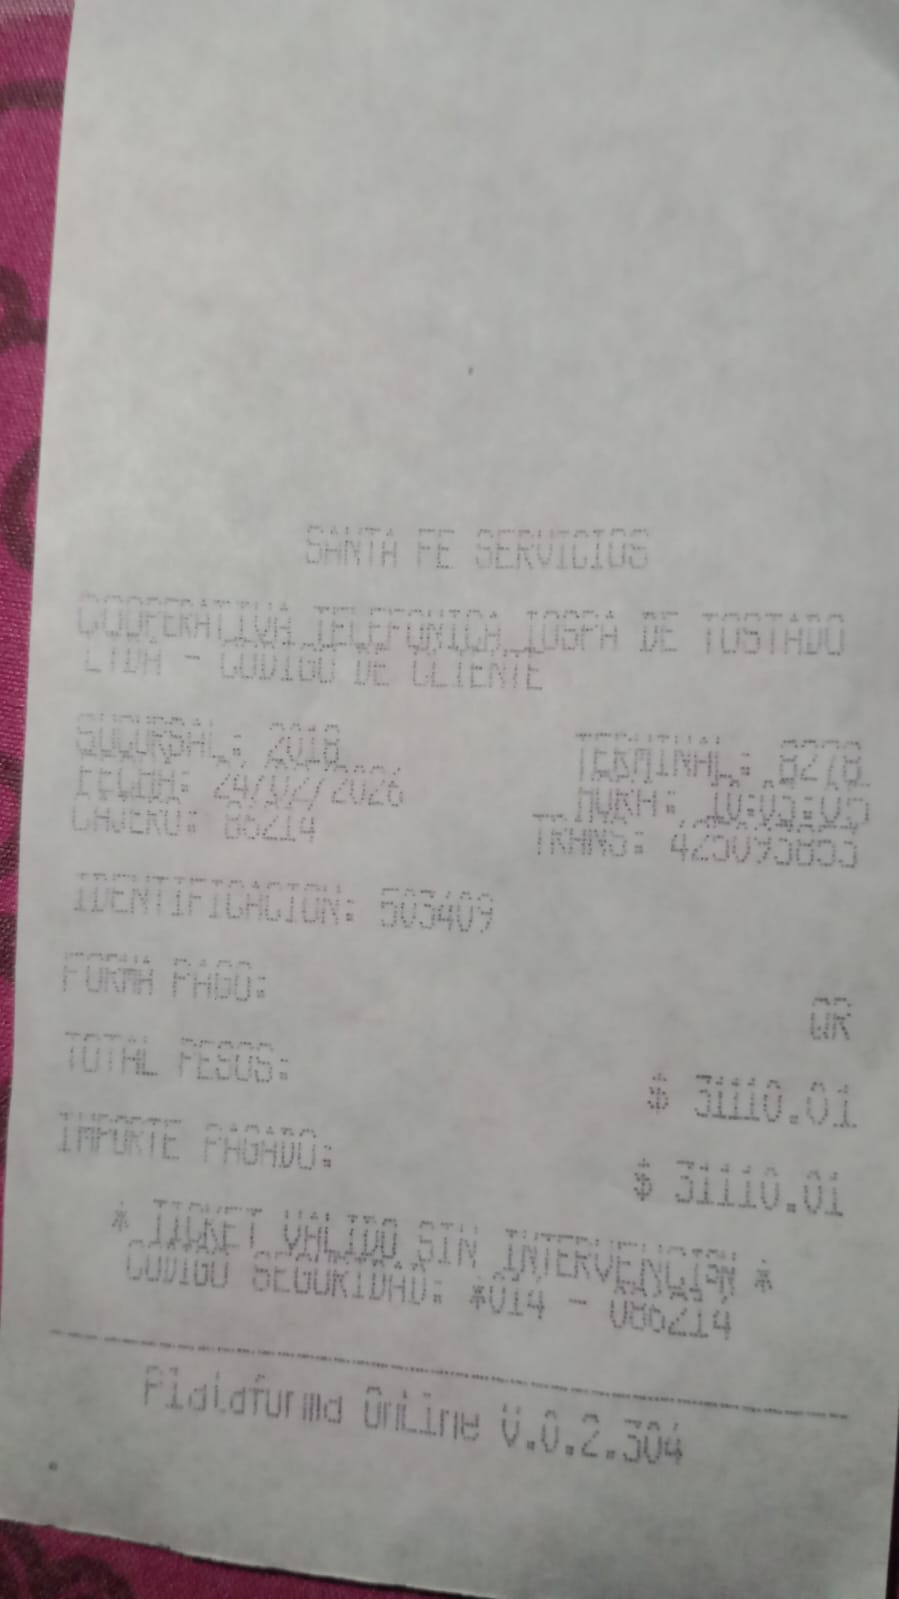 SANTA FE SERVICIOS
COOPERATIVA TELEFONICA IOSPA DE TOSTADO
LTDA - CODIGO DE CLIENTE
SUCURSAL: 2018 TERMINAL: 8278
FECHA: 24/02/2026 HORA: 10:05:05
CAJERO: 86214 TRANS: 425093853
IDENTIFICACION: 503409
FORMA PAGO: QR
TOTAL PESOS: $ 31110.01
IMPORTE PAGADO: $ 31110.01
* TICKET VALIDO SIN INTERVENCION *
CODIGO SEGURIDAD: *014 - 086214
Plataforma OnLine V.0.2.304